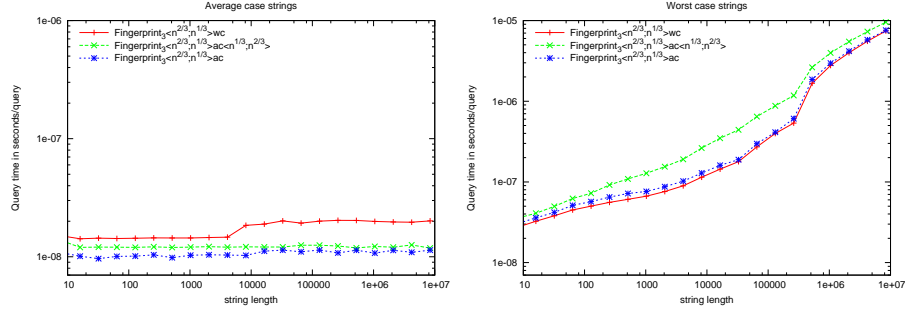 Average case strings
Fingerprint₃<n^2/3;n^1/3>wc
Fingerprint₃<n^2/3;n^1/3>ac<n^1/3;n^2/3>
Fingerprint₃<n^2/3;n^1/3>ac
1e-06
1e-07
1e-08
Query time in seconds/query
10 100 1000 10000 100000 1e+06 1e+07
string length
Worst case strings
Fingerprint₃<n^2/3;n^1/3>wc
Fingerprint₃<n^2/3;n^1/3>ac<n^1/3;n^2/3>
Fingerprint₃<n^2/3;n^1/3>ac
1e-05
1e-06
1e-07
1e-08
Query time in seconds/query
10 100 1000 10000 100000 1e+06 1e+07
string length